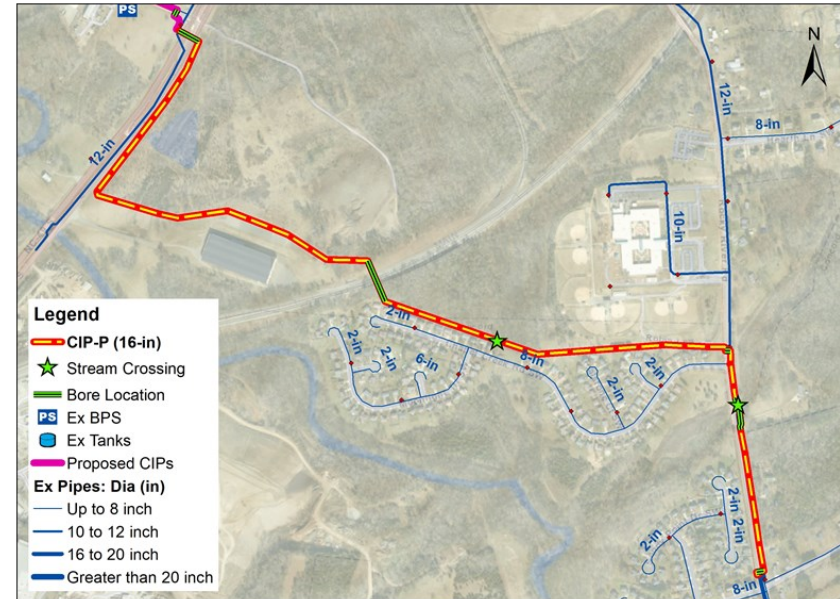 PS
N
12-in
8-in
12-in
10-in
2-in
8-in
2-in
2-in
6-in
2-in
2-in
2-in
2-in
2-in
8-in
Legend
CIP-P (16-in)
Stream Crossing
Bore Location
PS Ex BPS
Ex Tanks
Proposed CIPs
Ex Pipes: Dia (in)
Up to 8 inch
10 to 12 inch
16 to 20 inch
Greater than 20 inch